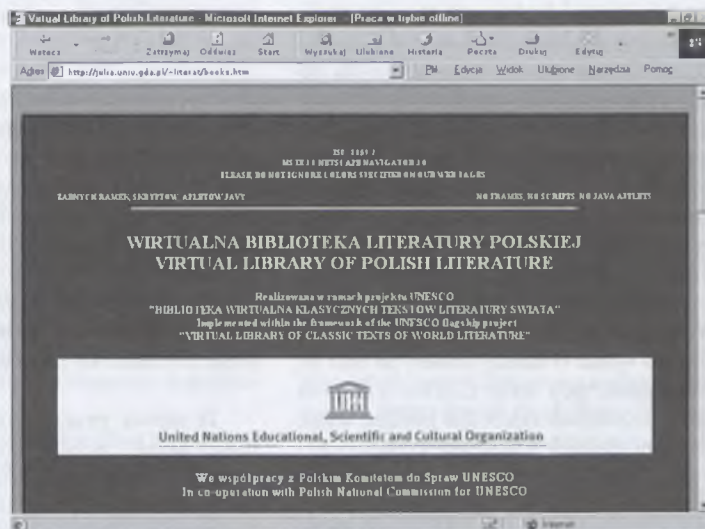 Virtual Library of Polish Literature - Microsoft Internet Explorer - [Praca w trybie offline]
Wstecz Zatrzymaj Odśwież Start Wyszukaj Ulubione Historia Poczta Drukuj Edytuj
Adres http://julia.univ.gda.pl/~literat/books.htm Plik Edycja Widok Ulubione Narzędzia Pomoc
PLEASE DO NOT IGNORE COLORS SPECIFIED ON OUR WEB PAGES
ŻADNYCH RAMEK, SKRYPTÓW, APLETÓW JAVY NO FRAMES, NO SCRIPTS, NO JAVA APPLETS
WIRTUALNA BIBLIOTEKA LITERATURY POLSKIEJ
VIRTUAL LIBRARY OF POLISH LITERATURE
Realizowana w ramach projektu UNESCO
"BIBLIOTEKA WIRTUALNA KLASYCZNYCH TEKSTÓW LITERATURY ŚWIATA"
Implemented within the framework of the UNESCO flagship project
"VIRTUAL LIBRARY OF CLASSIC TEXTS OF WORLD LITERATURE"
United Nations Educational, Scientific and Cultural Organization
We współpracy z Polskim Komitetem do Spraw UNESCO
In co-operation with Polish National Commission for UNESCO
Internet